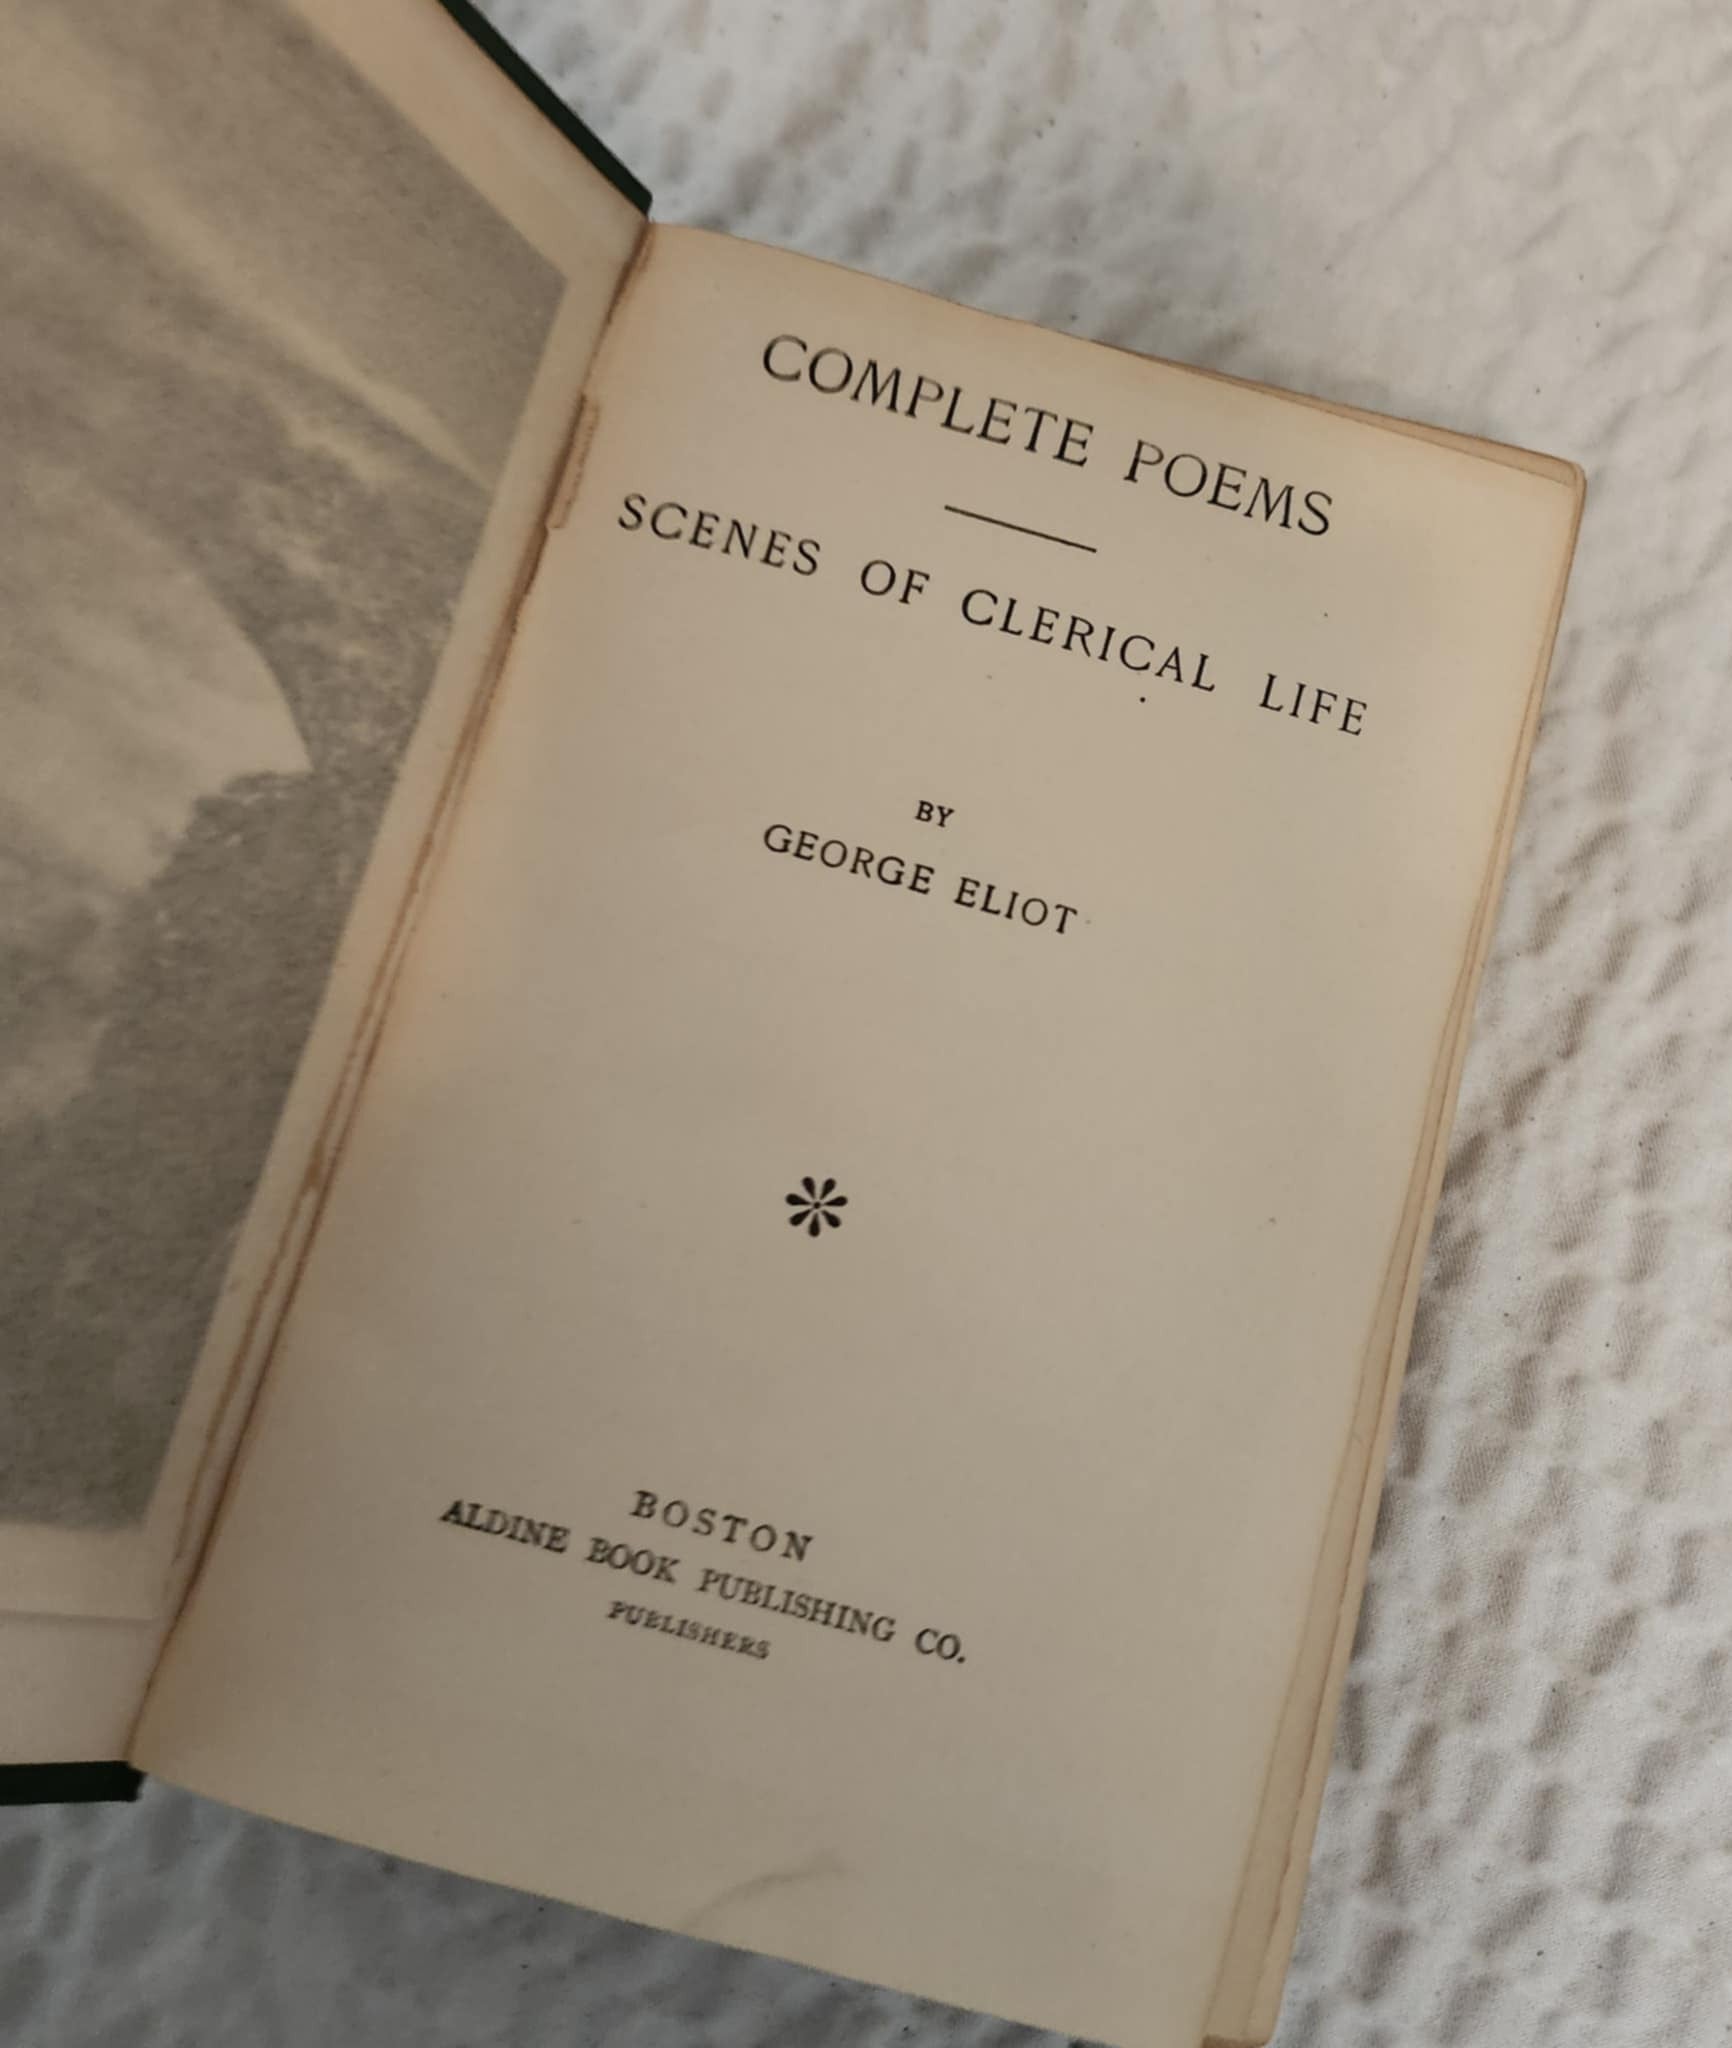 COMPLETE POEMS
SCENES OF CLERICAL LIFE
BY
GEORGE ELIOT
BOSTON
ALDINE BOOK PUBLISHING CO.
PUBLISHERS